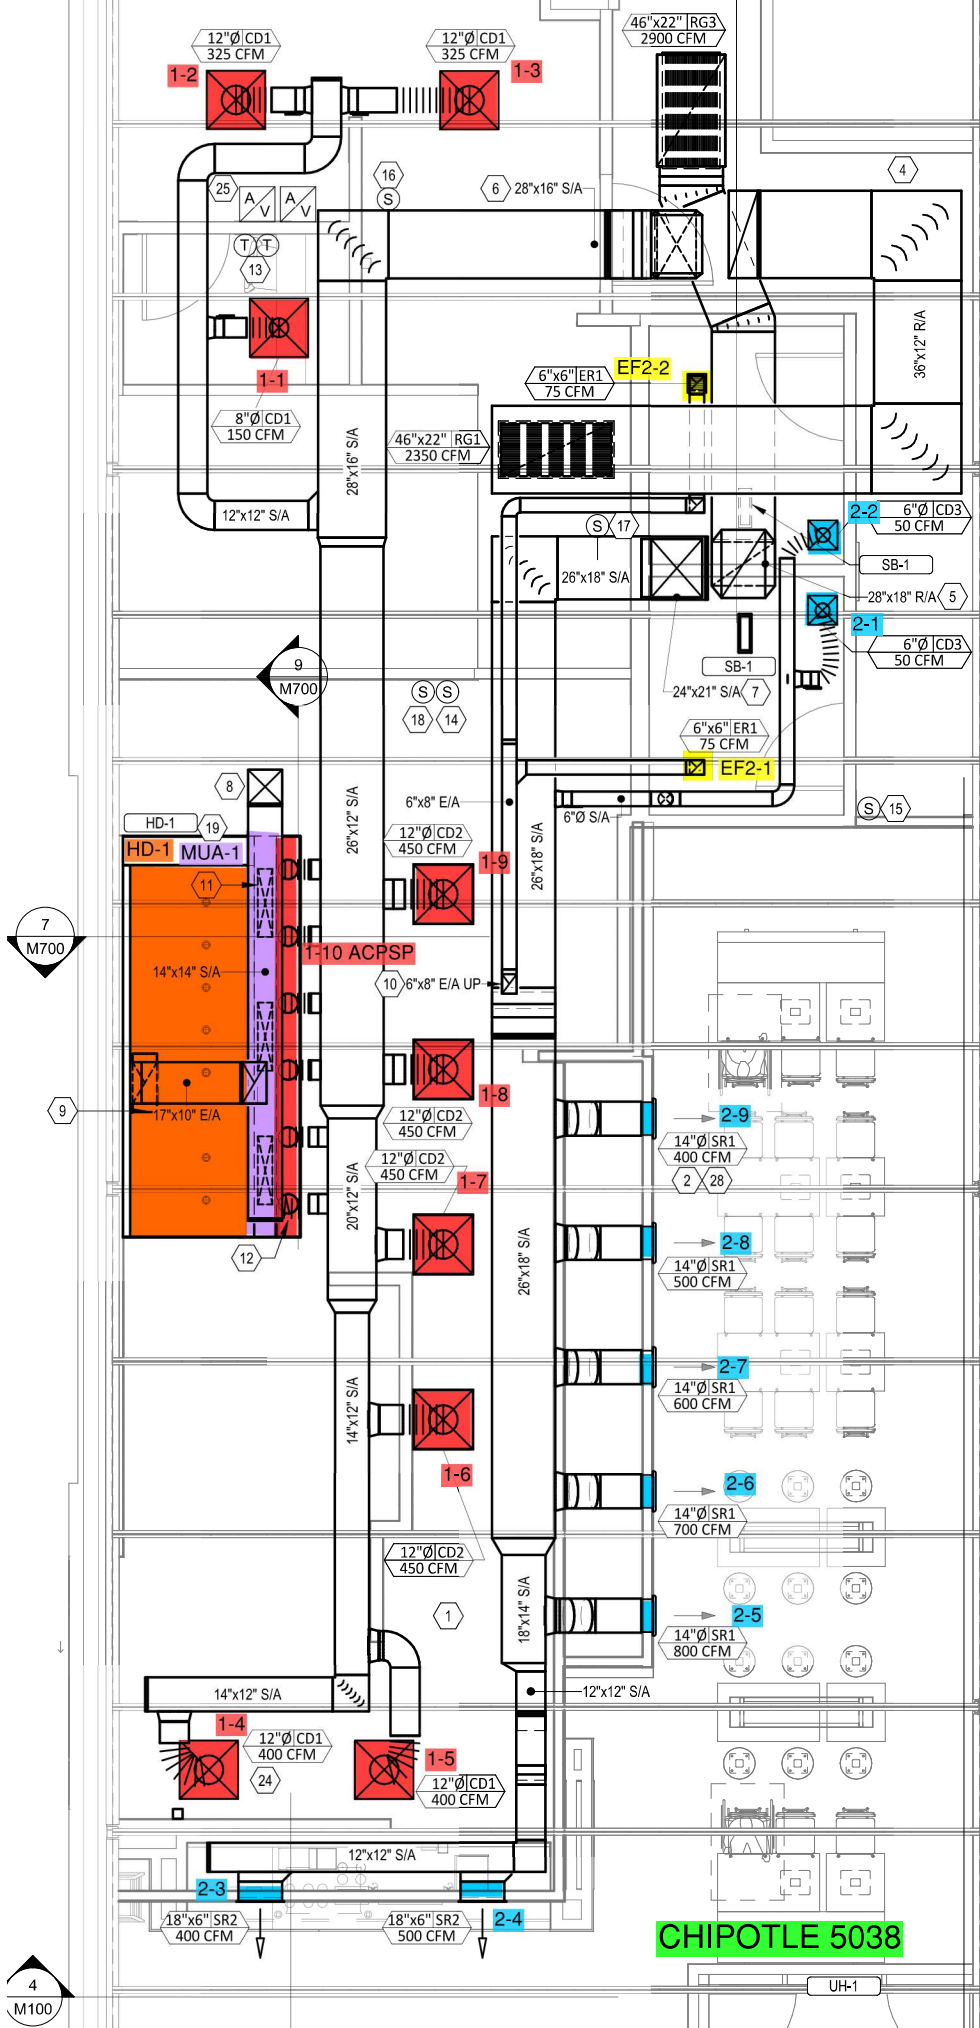 12"Ø CD1
325 CFM
12"Ø CD1
325 CFM
46"x22" RG3
2900 CFM
1-2
1-3
25
A
V
A
V
16
S
6
28"x16" S/A
4
T
T
13
1-1
8"Ø CD1
150 CFM
6"x6" ER1
75 CFM
EF2-2
36"x12" R/A
28"x16" S/A
46"x22" RG1
2350 CFM
12"x12" S/A
S
17
26"x18" S/A
2-2
6"Ø CD3
50 CFM
SB-1
28"x18" R/A
5
2-1
6"Ø CD3
50 CFM
SB-1
24"x21" S/A
7
9
M700
S
S
18
14
6"x6" ER1
75 CFM
EF2-1
8
6"x8" E/A
6"Ø S/A
S
15
26"x12" S/A
26"x18" S/A
HD-1
19
12"Ø CD2
450 CFM
HD-1
MUA-1
1-9
11
7
M700
1-10 ACPSP
14"x14" S/A
10
6"x8" E/A UP
9
17"x10" E/A
1-8
12"Ø CD2
450 CFM
2-9
14"Ø SR1
400 CFM
2
28
12"Ø CD2
450 CFM
1-7
20"x12" S/A
12
26"x18" S/A
2-8
14"Ø SR1
500 CFM
2-7
14"Ø SR1
600 CFM
14"x12" S/A
1-6
2-6
14"Ø SR1
700 CFM
12"Ø CD2
450 CFM
1
18"x14" S/A
2-5
14"Ø SR1
800 CFM
14"x12" S/A
12"x12" S/A
1-4
12"Ø CD1
400 CFM
24
1-5
12"Ø CD1
400 CFM
12"x12" S/A
2-3
18"x6" SR2
400 CFM
18"x6" SR2
500 CFM
2-4
CHIPOTLE 5038
4
M100
UH-1